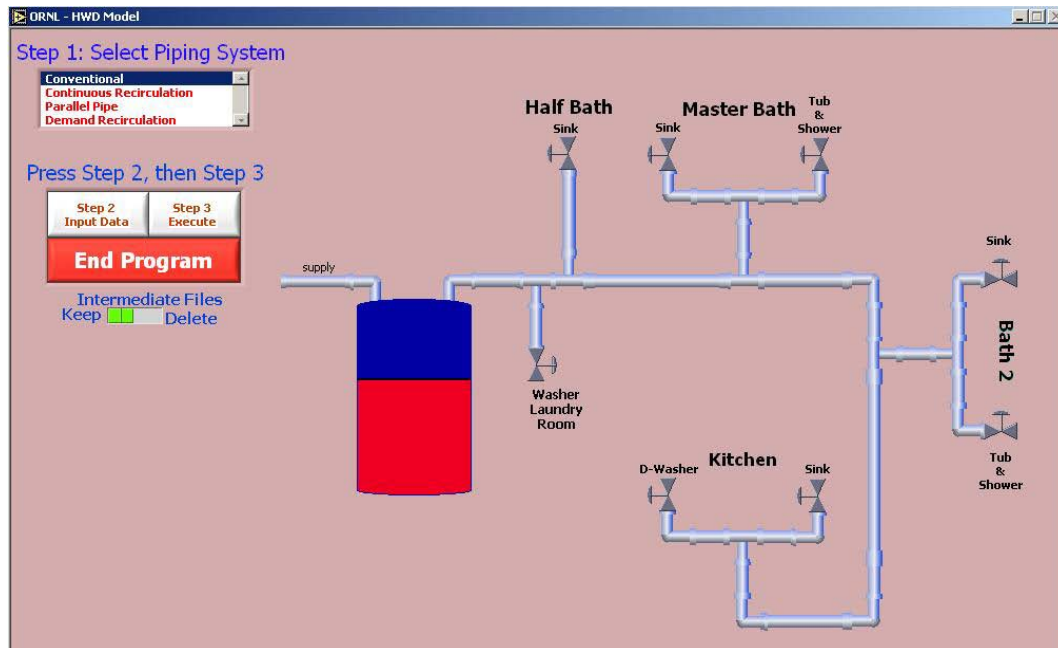 ORNL - HWD Model
Step 1: Select Piping System
Conventional
Continuous Recirculation
Parallel Pipe
Demand Recirculation
Press Step 2, then Step 3
Step 2
Input Data
Step 3
Execute
End Program
Intermediate Files
Keep
Delete
supply
Half Bath
Sink
Master Bath
Sink
Tub
&
Shower
Washer
Laundry
Room
Sink
Bath 2
Tub
&
Shower
Kitchen
D-Washer
Sink